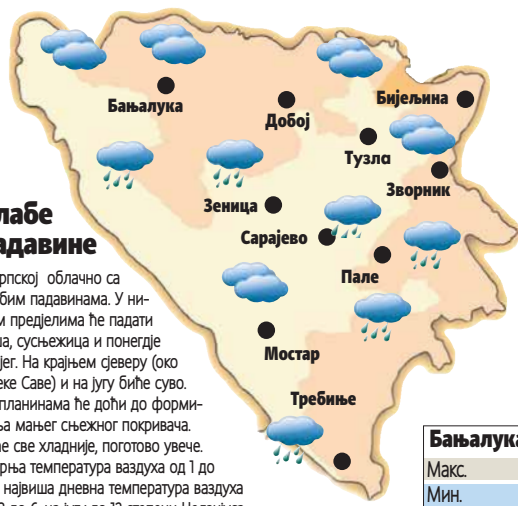 Бањалука
Добој
Бијељина
Тузла
Зворник
Зеница
Сарајево
Пале
Мостар
Требиње
лабе
адавине
рпској облачно са
бим падавинама. У ни-
м предјелима ће падати
ша, сусњежица и понегдје
јег. На крајњем сјеверу (око
еке Саве) и на југу биће суво.
планинама ће доћи до форми-
ња мањег сњежног покривача.
ће све хладније, поготово увече.
рња температура ваздуха од 1 до
највиша дневна температура ваздуха
Бањалука
Макс.
Мин.